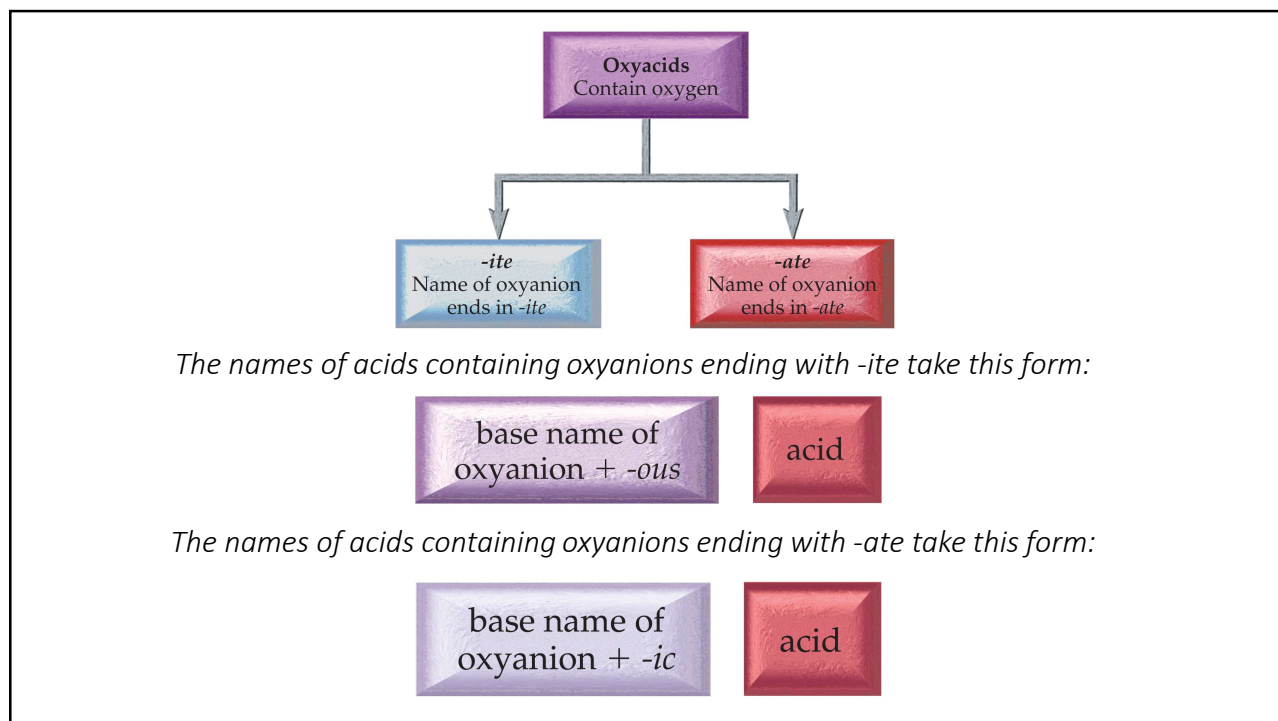 Oxyacids
Contain oxygen
-ite
Name of oxyanion
ends in -ite
-ate
Name of oxyanion
ends in -ate
The names of acids containing oxyanions ending with -ite take this form:
base name of
oxyanion + -ous
acid
The names of acids containing oxyanions ending with -ate take this form:
base name of
oxyanion + -ic
acid